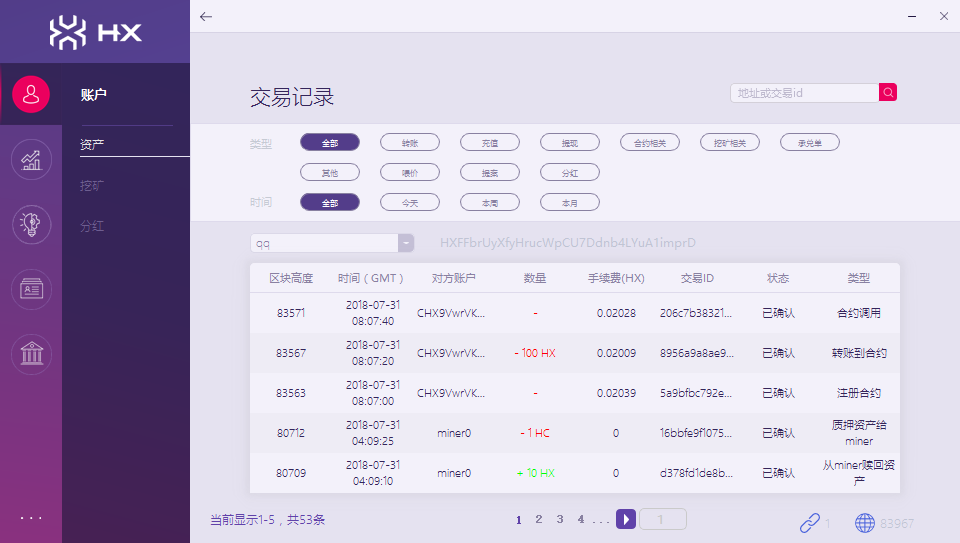 HX
账户
资产
挖矿
分红
交易记录
地址或交易id
类型 全部 转账 充值 提现 合约相关 挖矿相关 承兑单
其他 喂价 提案 分红
时间 全部 今天 本周 本月
qq HXFFbrUyXfyHrucWpCU7Ddnb4LYuA1imprD
区块高度 时间（GMT） 对方账户 数量 手续费(HX) 交易ID 状态 类型
83571 2018-07-31 08:07:40 CHX9VwrVK... - 0.02028 206c7b38321... 已确认 合约调用
83567 2018-07-31 08:07:20 CHX9VwrVK... - 100 HX 0.02009 8956a9a8ae9... 已确认 转账到合约
83563 2018-07-31 08:07:00 CHX9VwrVK... - 0.02039 5a9bfbc792e... 已确认 注册合约
80712 2018-07-31 04:09:25 miner0 - 1 HC 0 16bbfe9f1075... 已确认 质押资产给miner
80709 2018-07-31 04:09:10 miner0 + 10 HX 0 d378fd1de8b... 已确认 从miner赎回资产
当前显示1-5，共53条 1 2 3 4 ... 1
1 83967